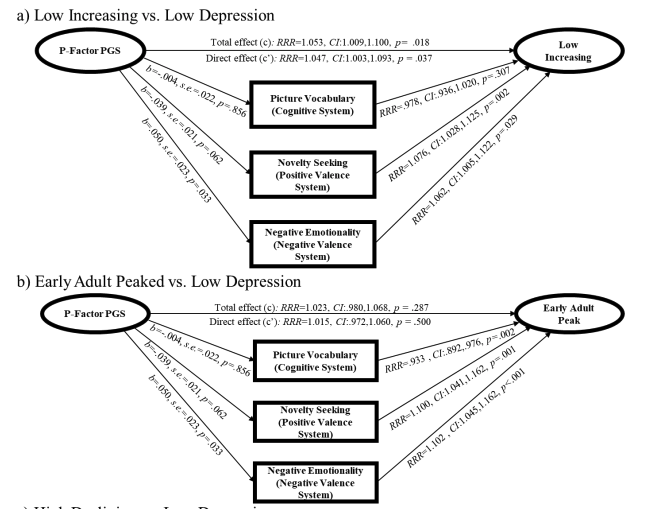 a) Low Increasing vs. Low Depression
P-Factor PGS
Total effect (c): RRR=1.053, CI:1.009,1.100, p= .018
Direct effect (c'): RRR=1.047, CI:1.003,1.093, p = .037
Low
Increasing
b=-.004, s.e.=.022, p=.856
b=-.039, s.e.=.021, p=.062
b=.050, s.e.=.023, p=.033
Picture Vocabulary
(Cognitive System)
RRR=.978, CI:.936,1.020, p=.307
Novelty Seeking
(Positive Valence
System)
RRR=1.076, CI:1.028,1.125, p=.002
Negative Emotionality
(Negative Valence
System)
RRR=1.062, CI:1.005,1.122, p=.029
b) Early Adult Peaked vs. Low Depression
P-Factor PGS
Total effect (c): RRR=1.023, CI:.980,1.068, p = .287
Direct effect (c'): RRR=1.015, CI:.972,1.060, p = .500
Early Adult
Peak
b=-.004, s.e.=.022, p=.856
b=-.039, s.e.=.021, p=.062
b=.050, s.e.=.023, p=.033
Picture Vocabulary
(Cognitive System)
RRR=.933 , CI:.892,.976, p=.002
Novelty Seeking
(Positive Valence
System)
RRR=1.100, CI:1.041,1.162, p=.001
Negative Emotionality
(Negative Valence
System)
RRR=1.102 , CI:1.045,1.162, p<.001